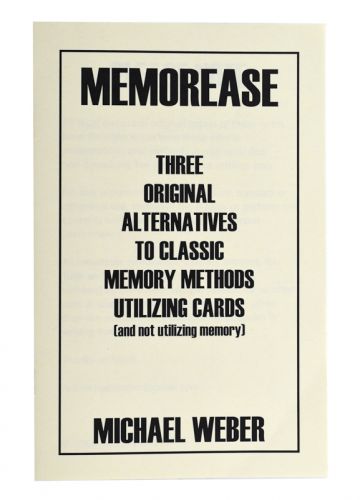 MEMOREASE
THREE
ORIGINAL
ALTERNATIVES
TO CLASSIC
MEMORY METHODS
UTILIZING CARDS
(and not utilizing memory)
MICHAEL WEBER